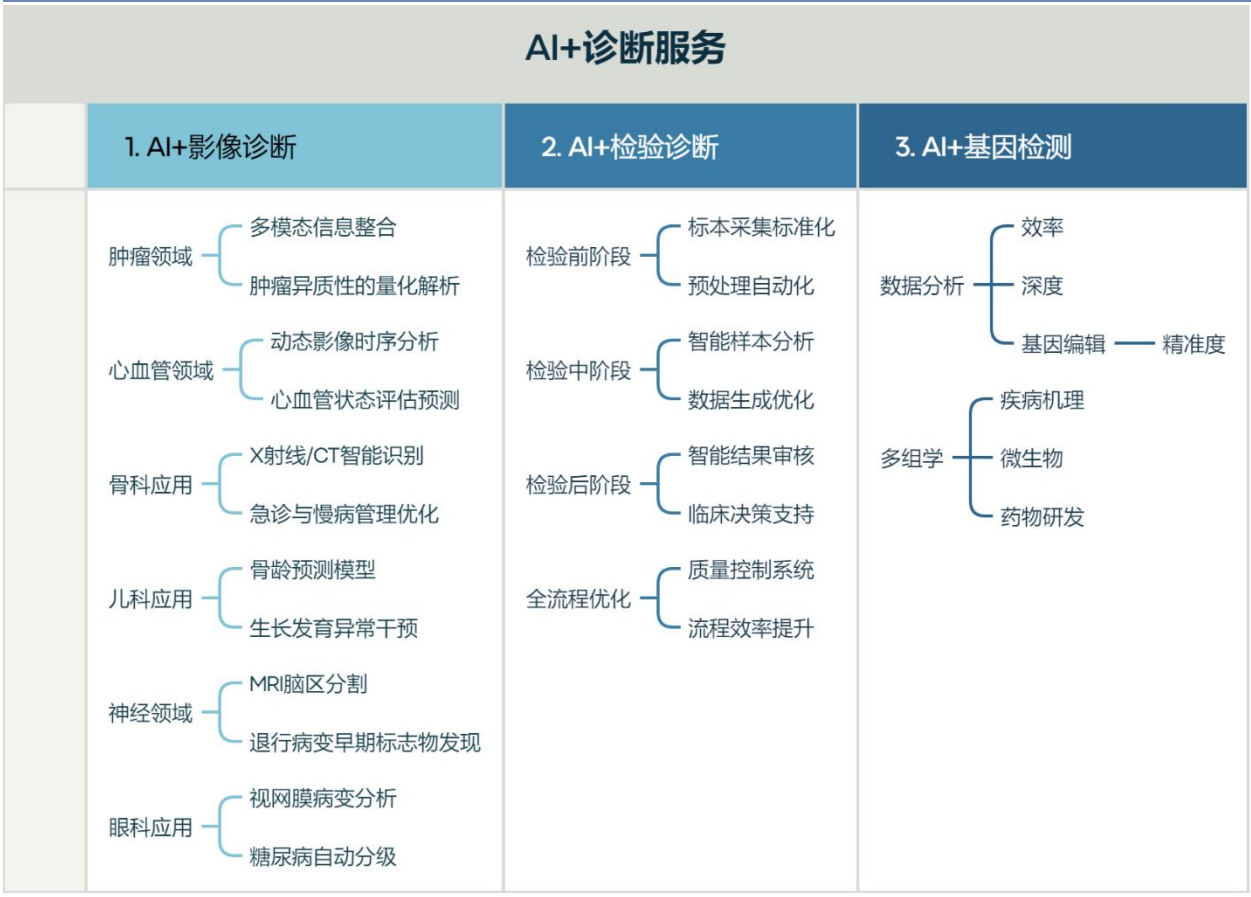 AI+诊断服务
1. AI+影像诊断
2. AI+检验诊断
3. AI+基因检测
肿瘤领域
多模态信息整合
肿瘤异质性的量化解析
心血管领域
动态影像时序分析
心血管状态评估预测
骨科应用
X射线/CT智能识别
急诊与慢病管理优化
儿科应用
骨龄预测模型
生长发育异常干预
神经领域
MRI脑区分割
退行病变早期标志物发现
眼科应用
视网膜病变分析
糖尿病自动分级
检验前阶段
标本采集标准化
预处理自动化
检验中阶段
智能样本分析
数据生成优化
检验后阶段
智能结果审核
临床决策支持
全流程优化
质量控制系统
流程效率提升
数据分析
效率
深度
基因编辑
精准度
多组学
疾病机理
微生物
药物研发